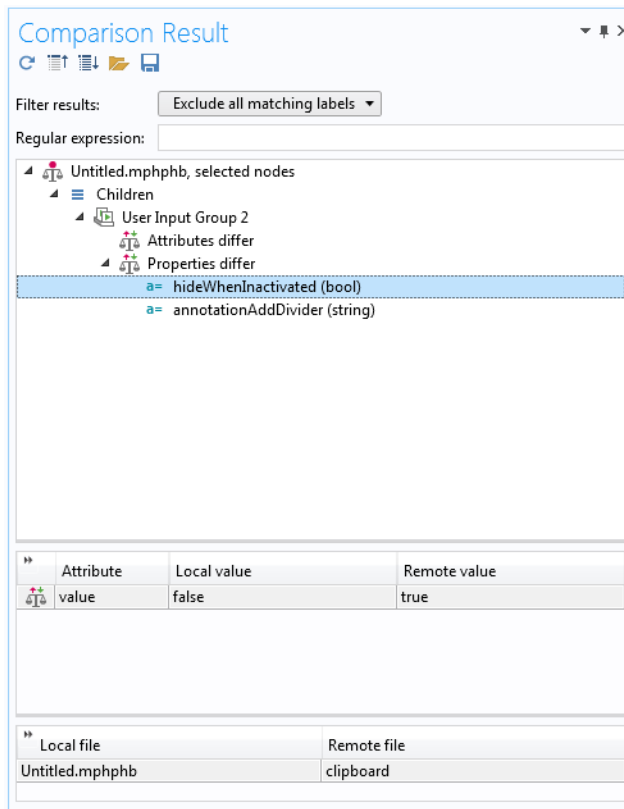 Comparison Result
Filter results: Exclude all matching labels
Regular expression:
Untitled.mphphb, selected nodes
Children
User Input Group 2
Attributes differ
Properties differ
a= hideWhenInactivated (bool)
a= annotationAddDivider (string)
Attribute Local value Remote value
value false true
Local file Remote file
Untitled.mphphb clipboard